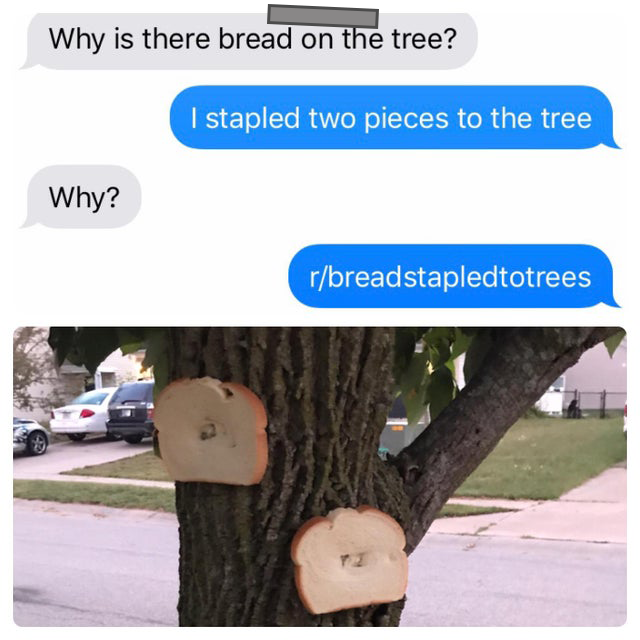 Why is there bread on the tree?
I stapled two pieces to the tree
Why?
r/breadstapledtotrees